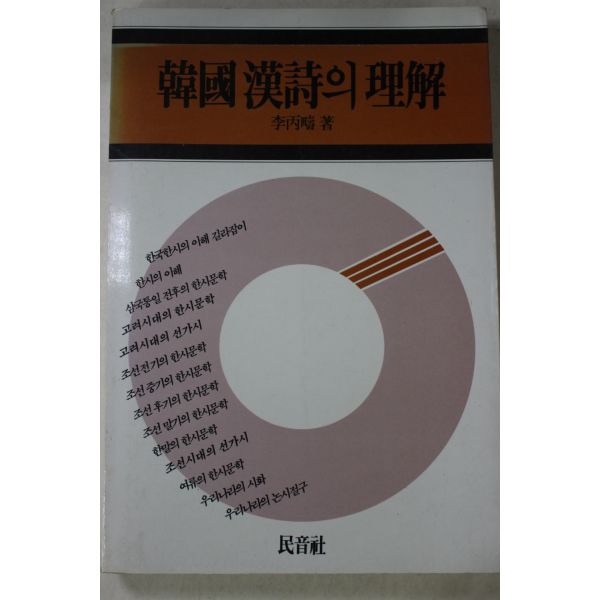 韓國 漢詩의 理解
李丙疇 著
한국한시의 이해 길라잡이
한시의 이해
삼국통일 전후의 한시문학
고려시대의 한시문학
고려시대의 선가시
조선전기의 한시문학
조선 중기의 한시문학
조선 후기의 한시문학
조선 말기의 한시문학
한말의 한시문학
조선시대의 선가시
여류의 한시문학
우리나라의 시화
우리나라의 논시절구
民音社